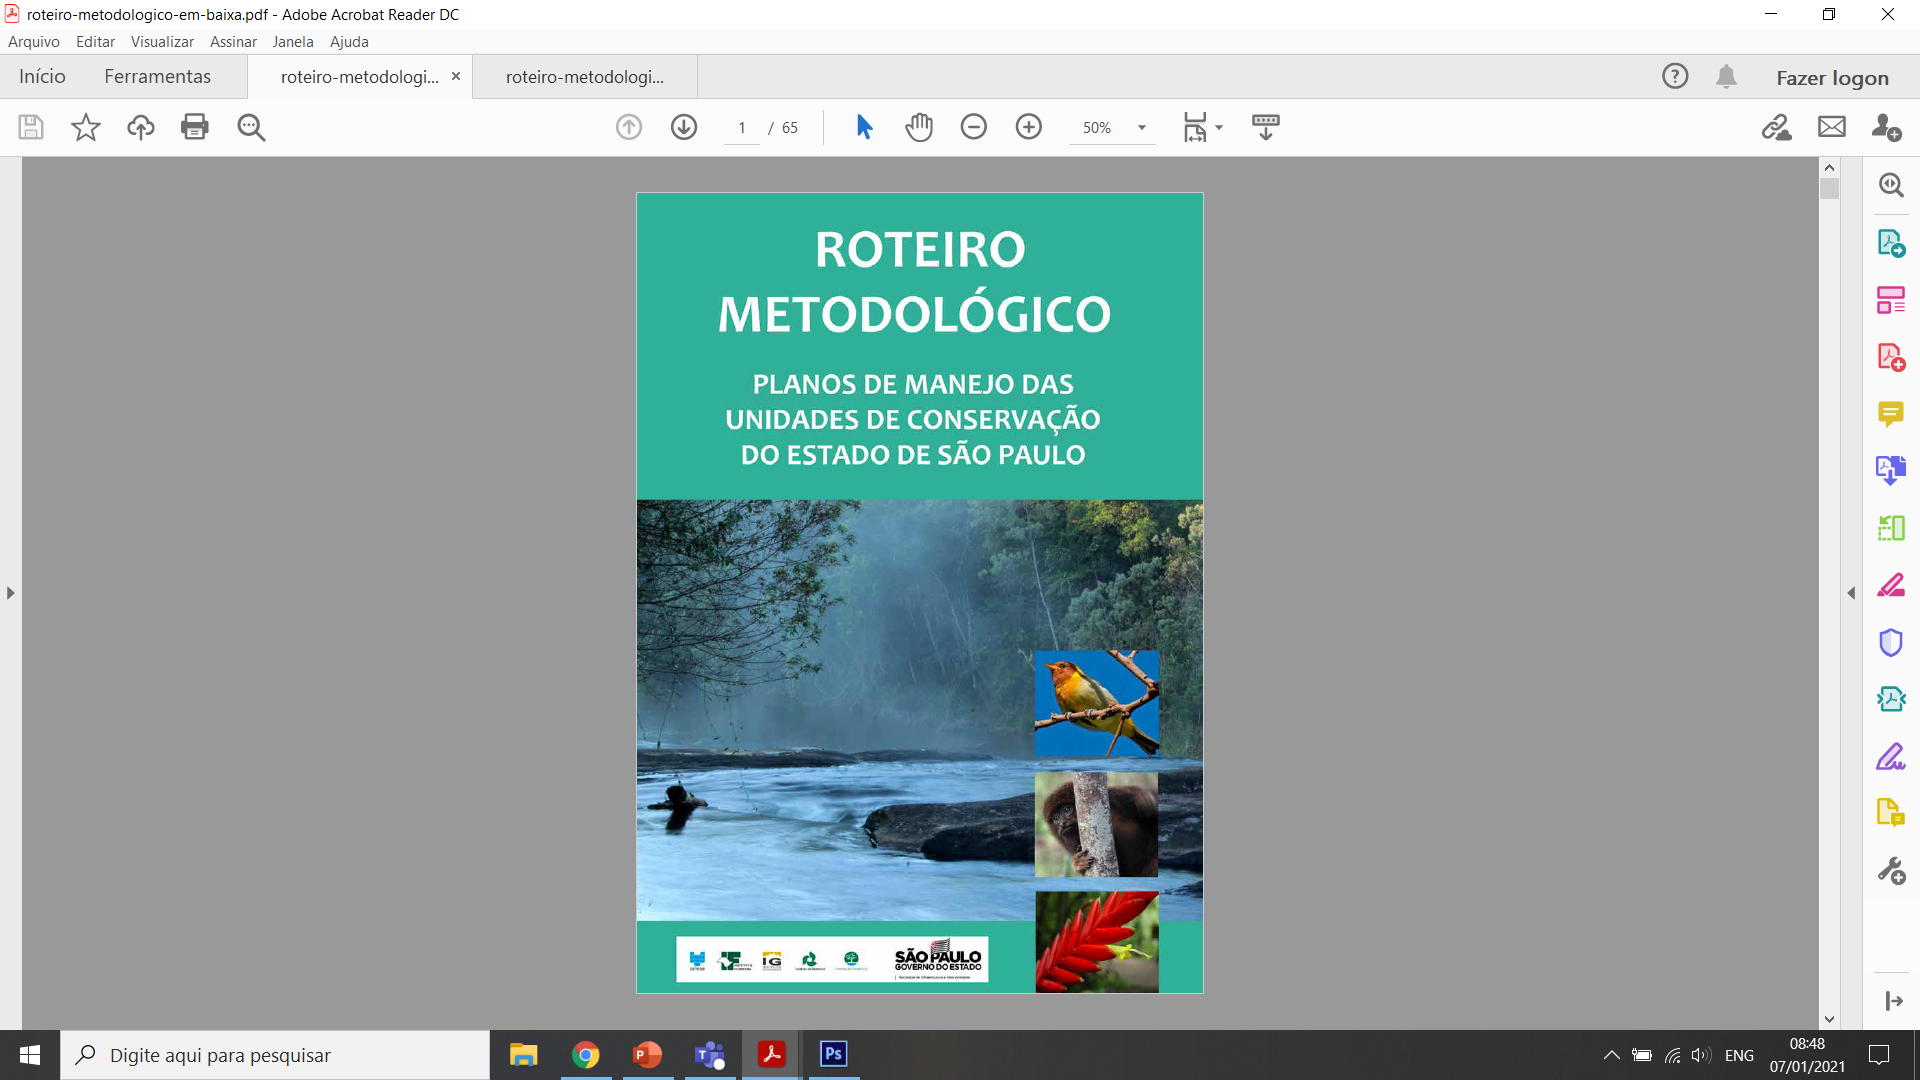 roteiro-metodologico-em-baixa.pdf - Adobe Acrobat Reader DC
Arquivo Editar Visualizar Assinar Janela Ajuda
Início Ferramentas roteiro-metodologi... × roteiro-metodologi... Fazer logon
1 / 65 50%
ROTEIRO
METODOLÓGICO
PLANOS DE MANEJO DAS
UNIDADES DE CONSERVAÇÃO
DO ESTADO DE SÃO PAULO
IG
SÃO PAULO
GOVERNO DO ESTADO
Digite aqui para pesquisar
Ps
ENG
08:48
07/01/2021